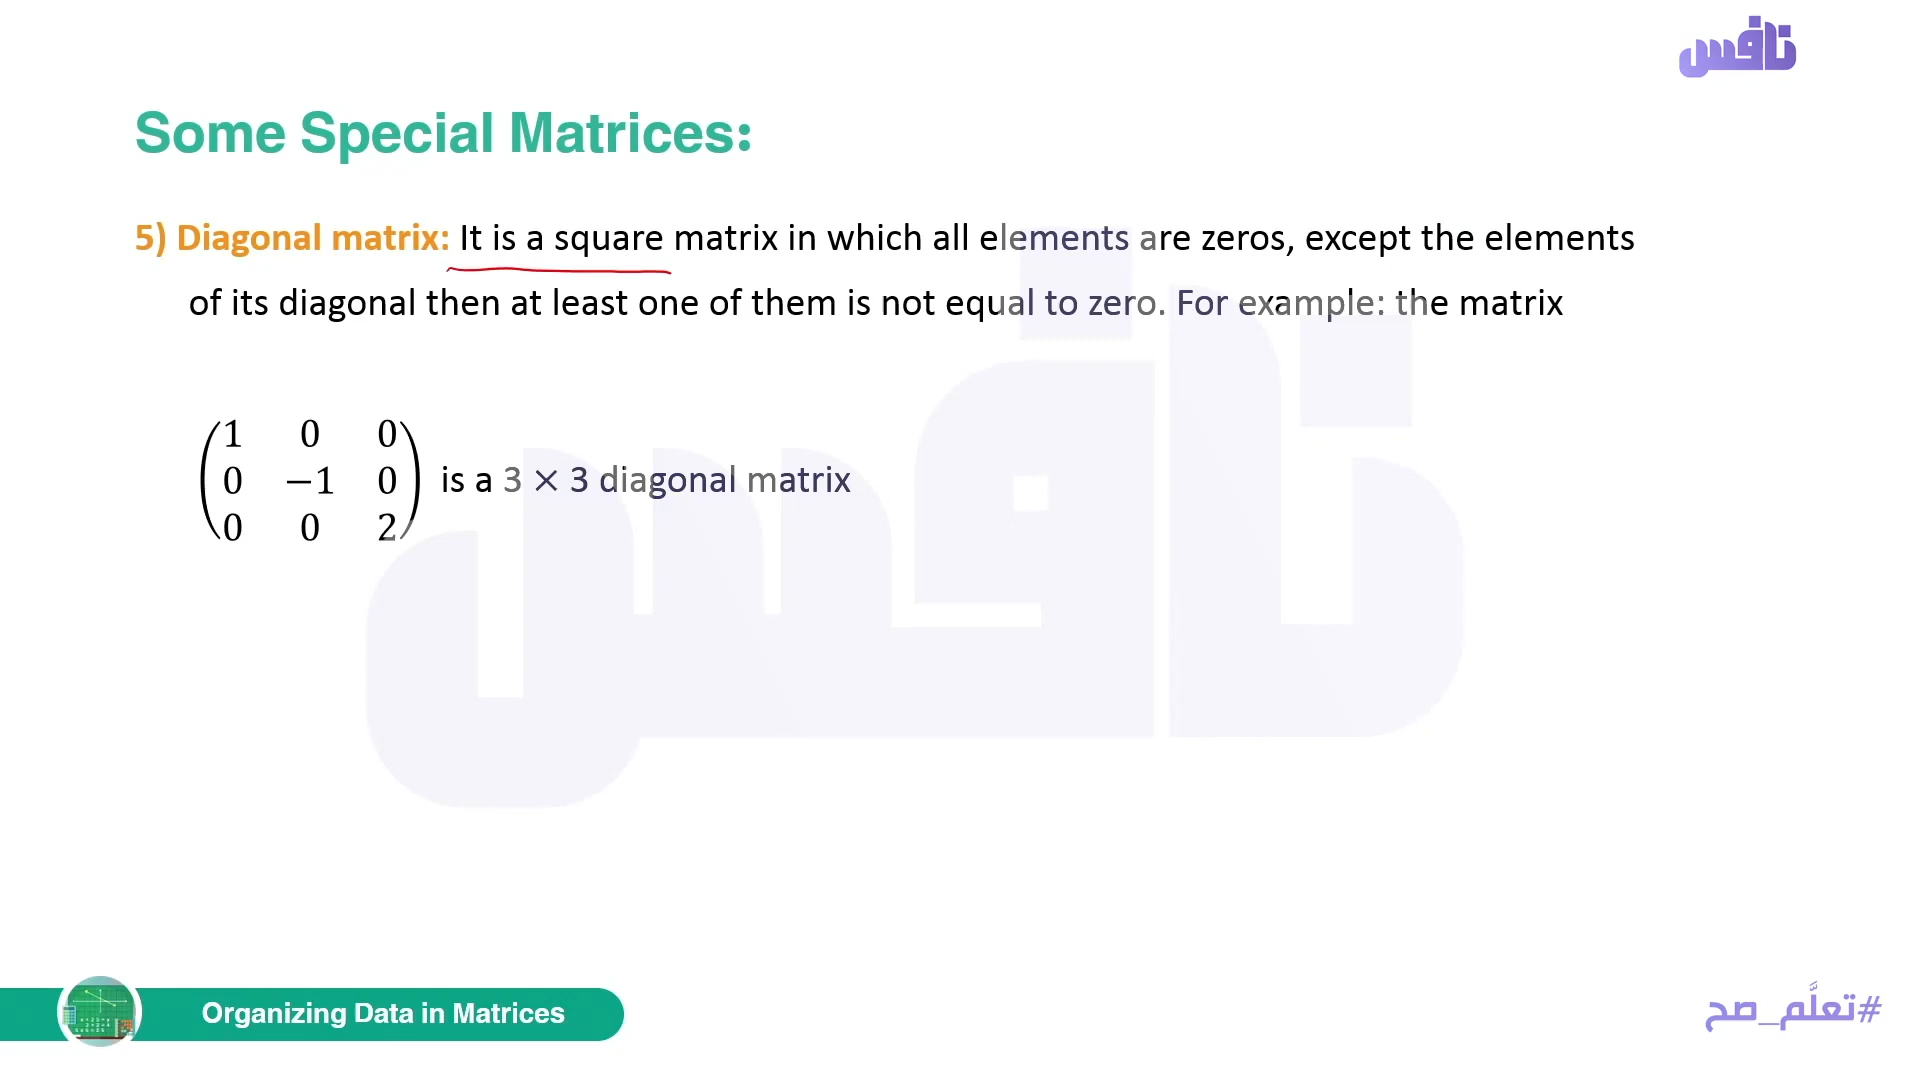 نافس
Some Special Matrices:
5) Diagonal matrix: It is a square matrix in which all elements are zeros, except the elements
of its diagonal then at least one of them is not equal to zero. For example: the matrix
1 0 0
0 −1 0
0 0 2
is a 3 × 3 diagonal matrix
نافس
Organizing Data in Matrices
#تعلَّم_صح